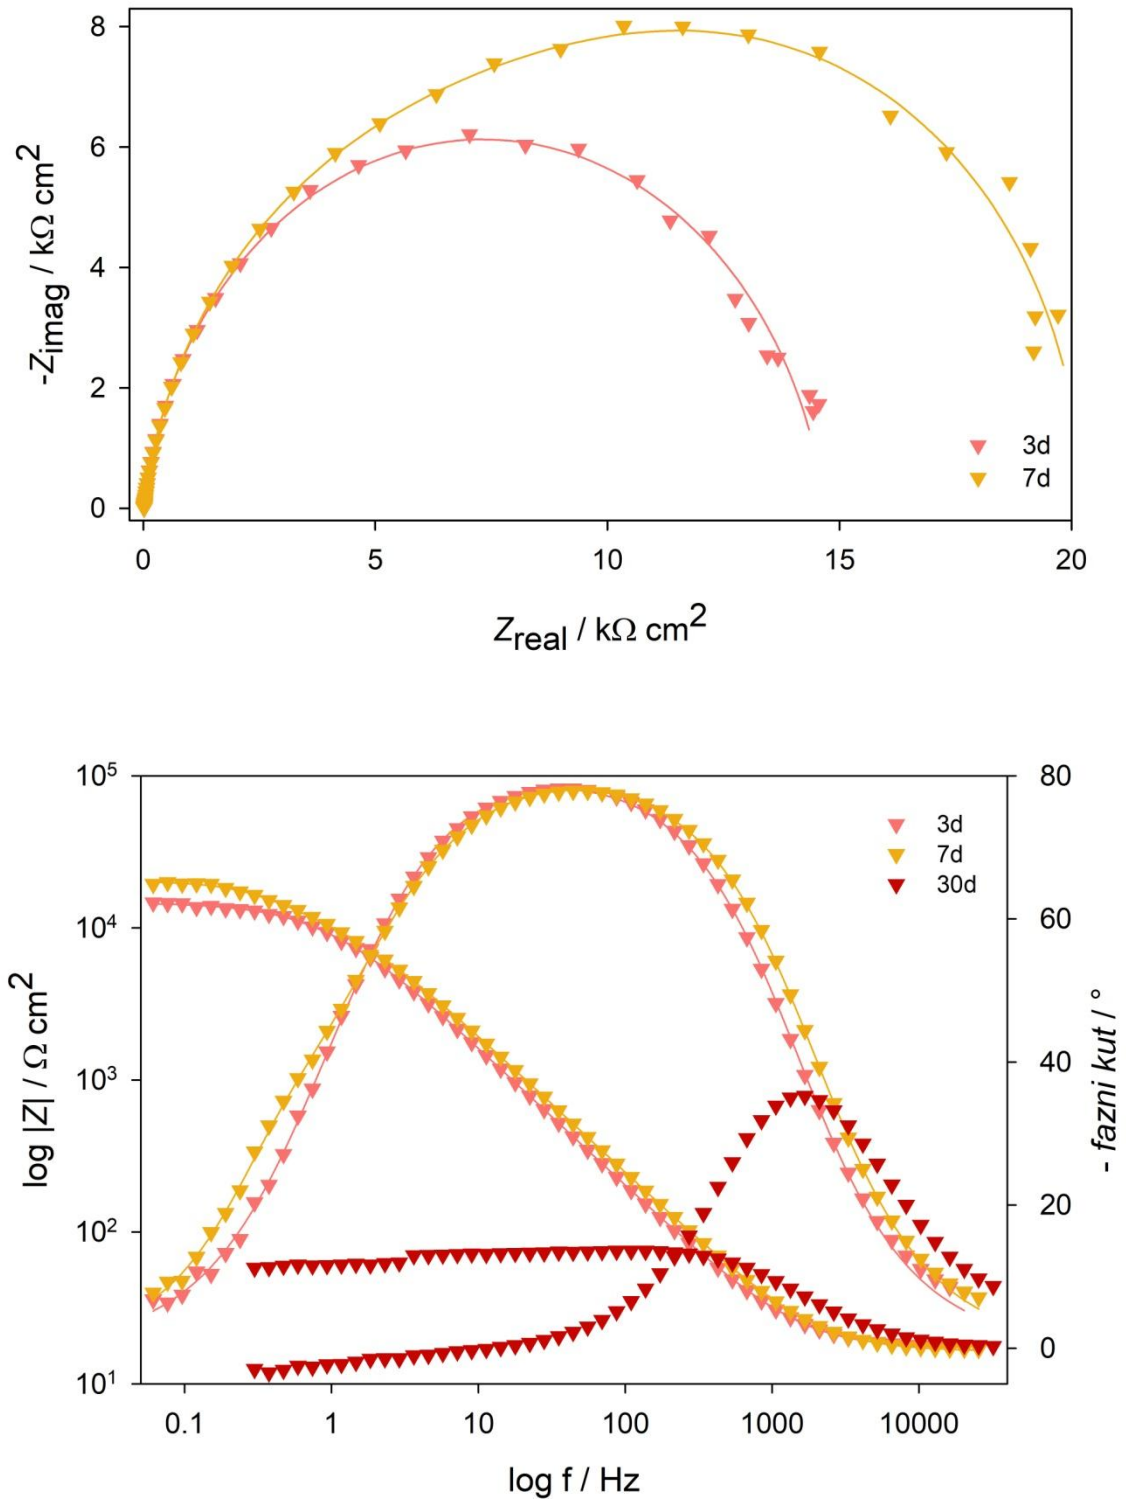 8
6
4
2
0
-Zimag / kΩ cm²
3d
7d
0 5 10 15 20
Zreal / kΩ cm²
10⁵
10⁴
10³
10²
10¹
log |Z| / Ω cm²
3d
7d
30d
80
60
40
20
0
- fazni kut / °
0.1 1 10 100 1000 10000
log f / Hz